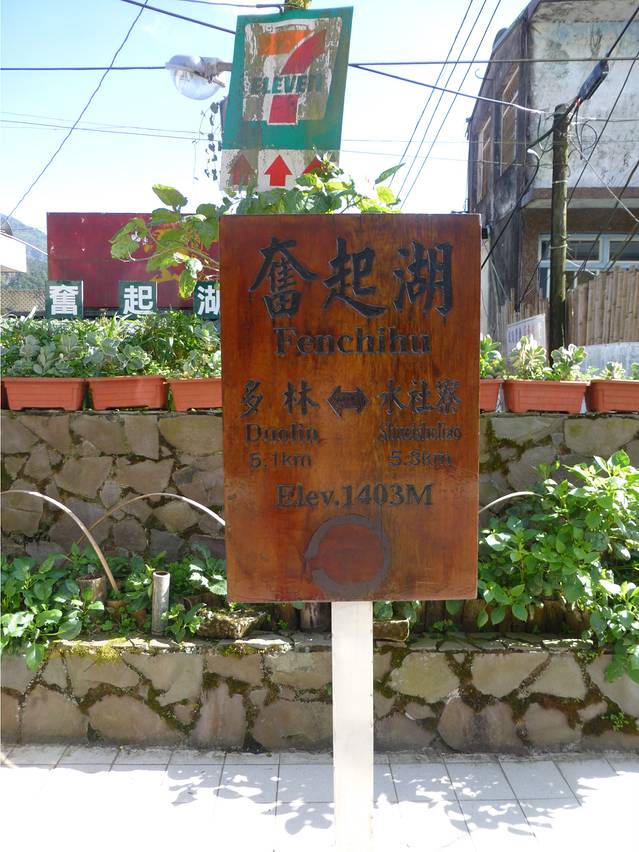 7
ELEVEN
奮起湖
奮起湖
Fenchihu
多林 ⟷ 水社寮
Duolin Shueisheliao
5.1km 5.8km
Elev.1403M